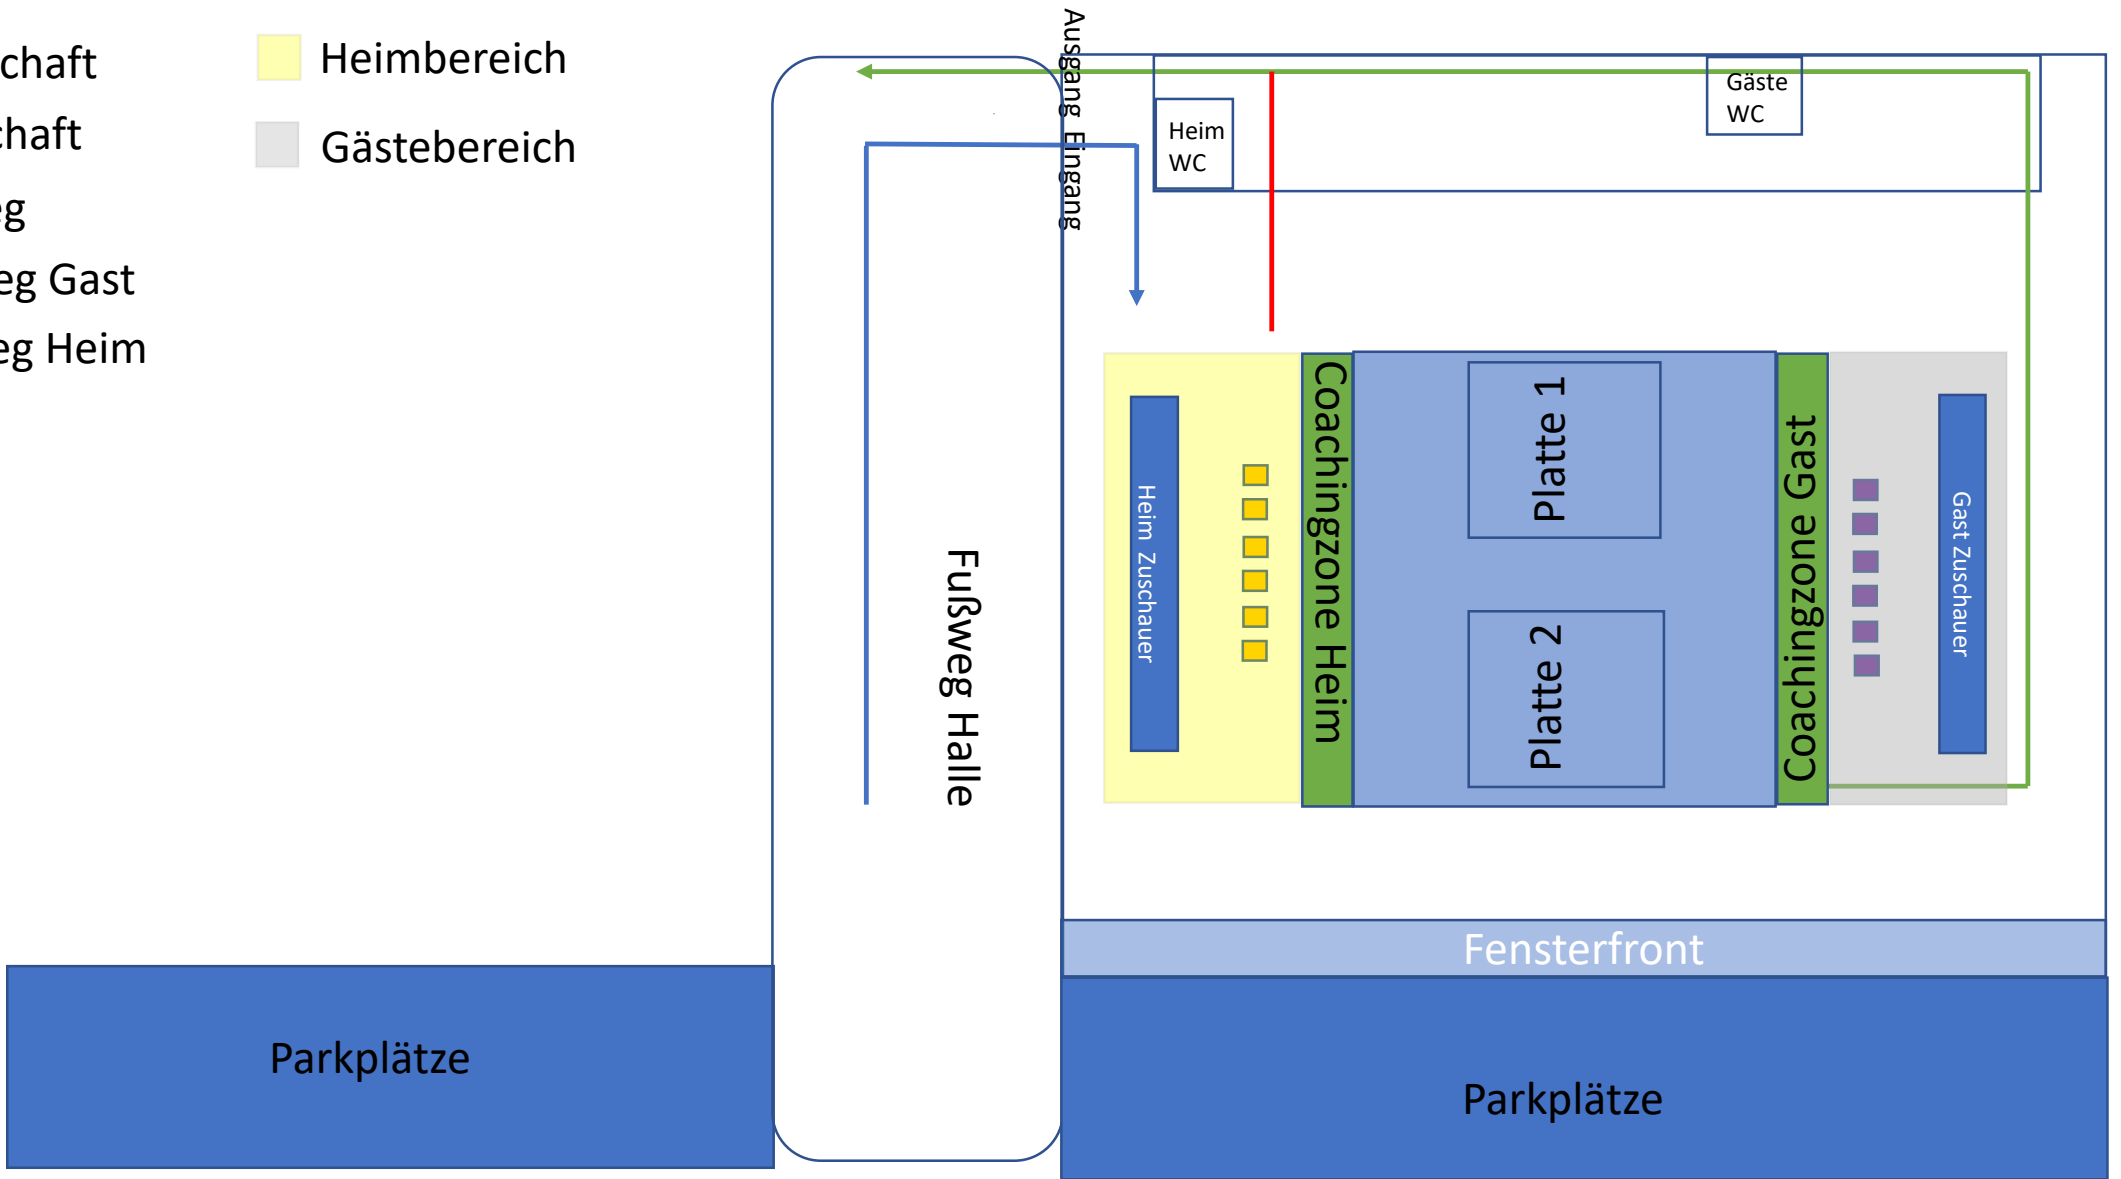 chaft
chaft
eg
eg Gast
eg Heim
Heimbereich
Gästebereich
Ausgang Eingang
Heim
WC
Gäste
WC
Fußweg Halle
Heim Zuschauer
Coachingzone Heim
Platte 1
Platte 2
Coachingzone Gast
Gast Zuschauer
Fensterfront
Parkplätze
Parkplätze